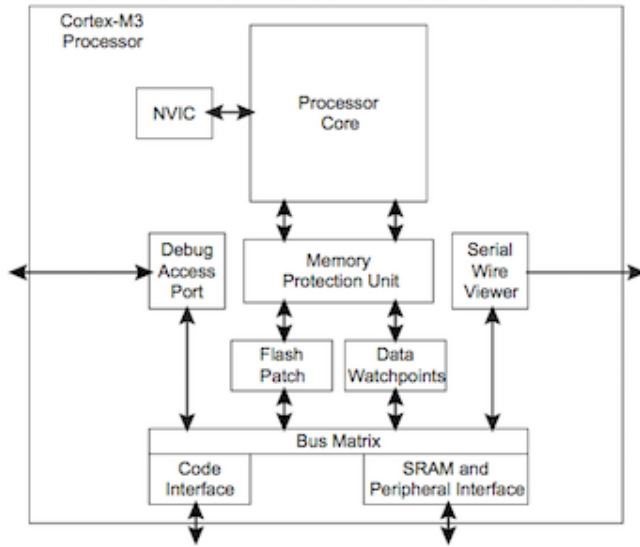 Cortex-M3
Processor
Processor
Core
NVIC
Debug
Access
Port
Memory
Protection Unit
Serial
Wire
Viewer
Flash
Patch
Data
Watchpoints
Bus Matrix
Code
Interface
SRAM and
Peripheral Interface